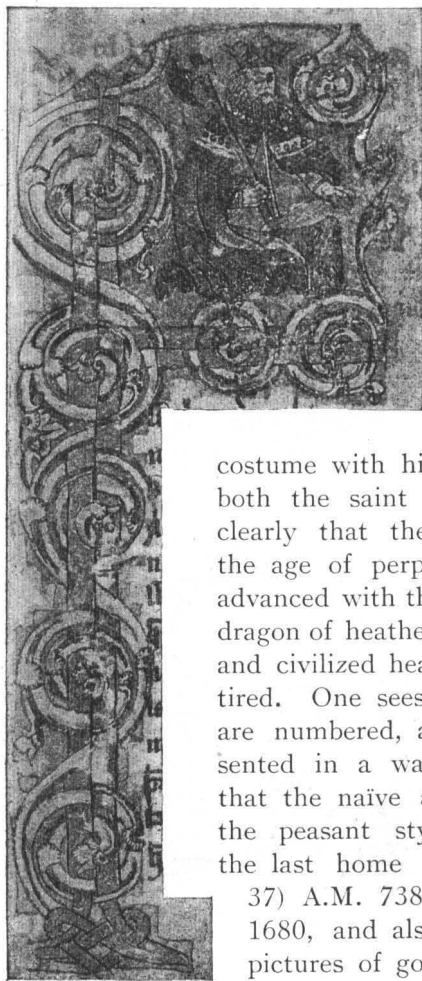 costume with hi
both the saint
clearly that the
the age of perp
advanced with th
dragon of heathe
and civilized hea
tired. One sees
are numbered, a
sented in a wa
that the naïve a
the peasant sty
the last home
37) A.M. 738
1680, and als
pictures of go